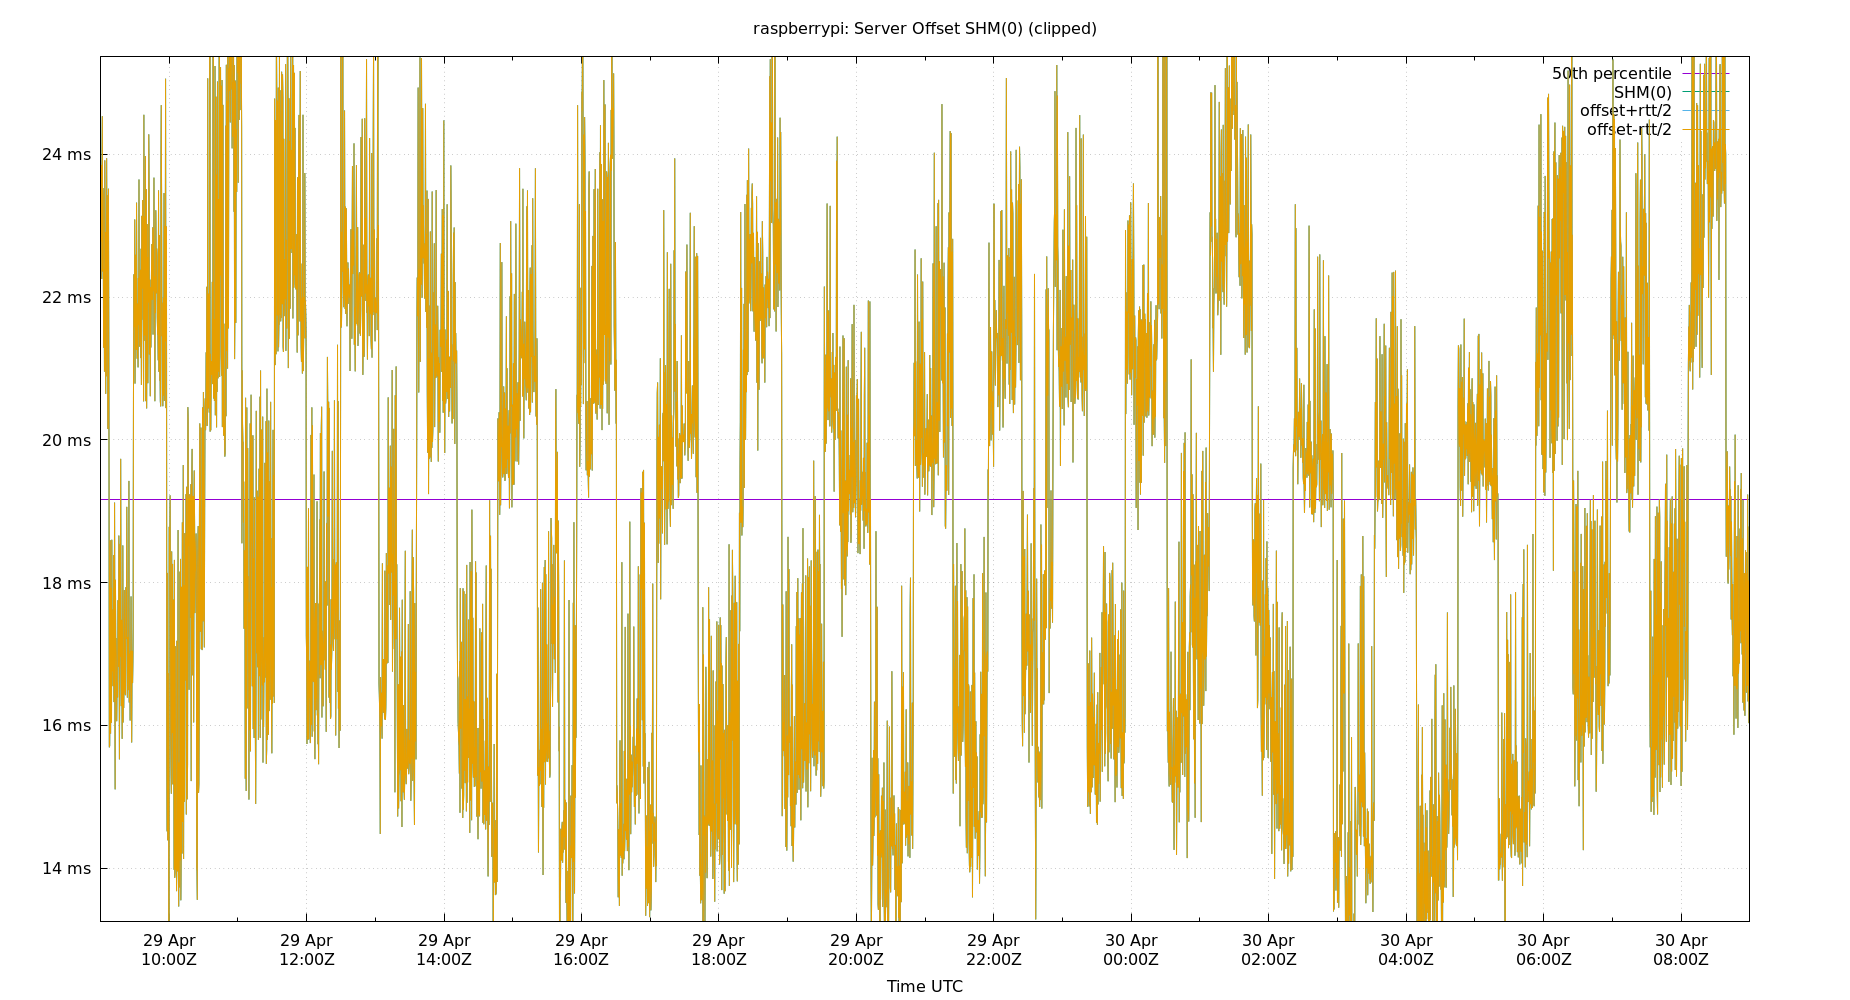 raspberrypi: Server Offset SHM(0) (clipped)
50th percentile
SHM(0)
offset+rtt/2
offset-rtt/2
24 ms
22 ms
20 ms
18 ms
16 ms
14 ms
29 Apr 29 Apr 29 Apr 29 Apr 29 Apr 29 Apr 29 Apr 30 Apr 30 Apr 30 Apr 30 Apr 30 Apr
10:00Z 12:00Z 14:00Z 16:00Z 18:00Z 20:00Z 22:00Z 00:00Z 02:00Z 04:00Z 06:00Z 08:00Z
Time UTC